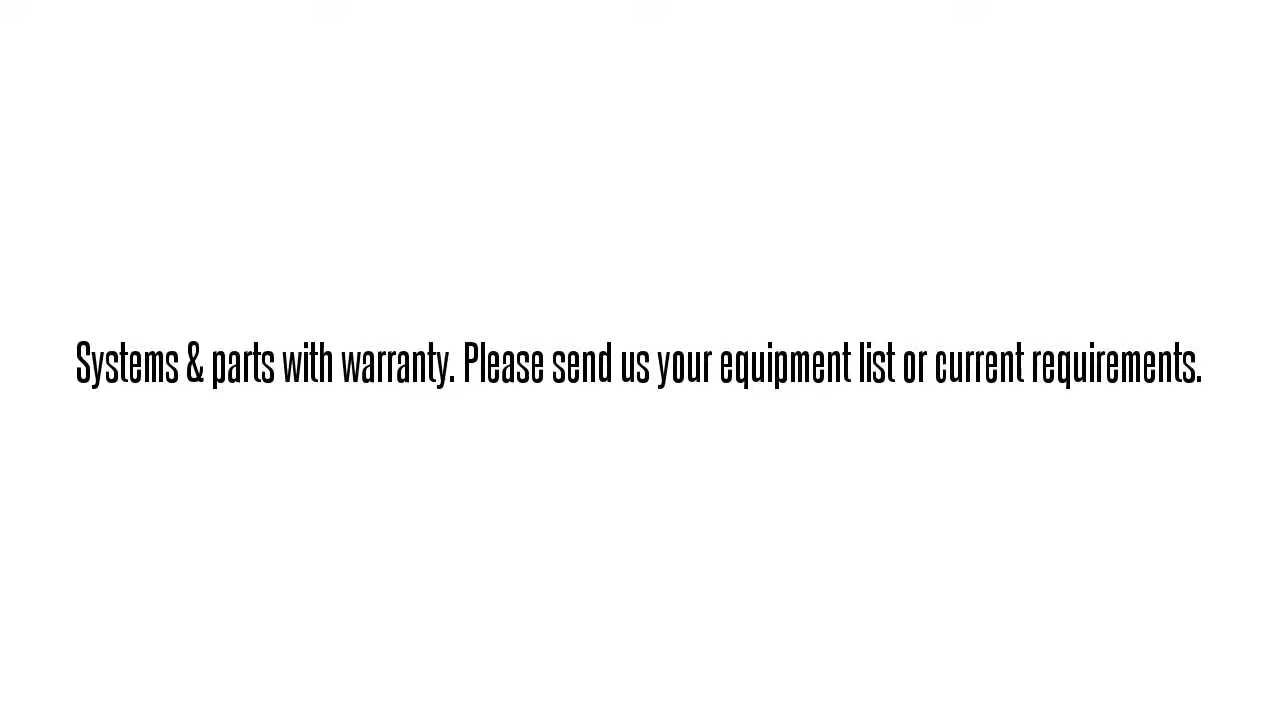 Systems & parts with warranty. Please send us your equipment list or current requirements.